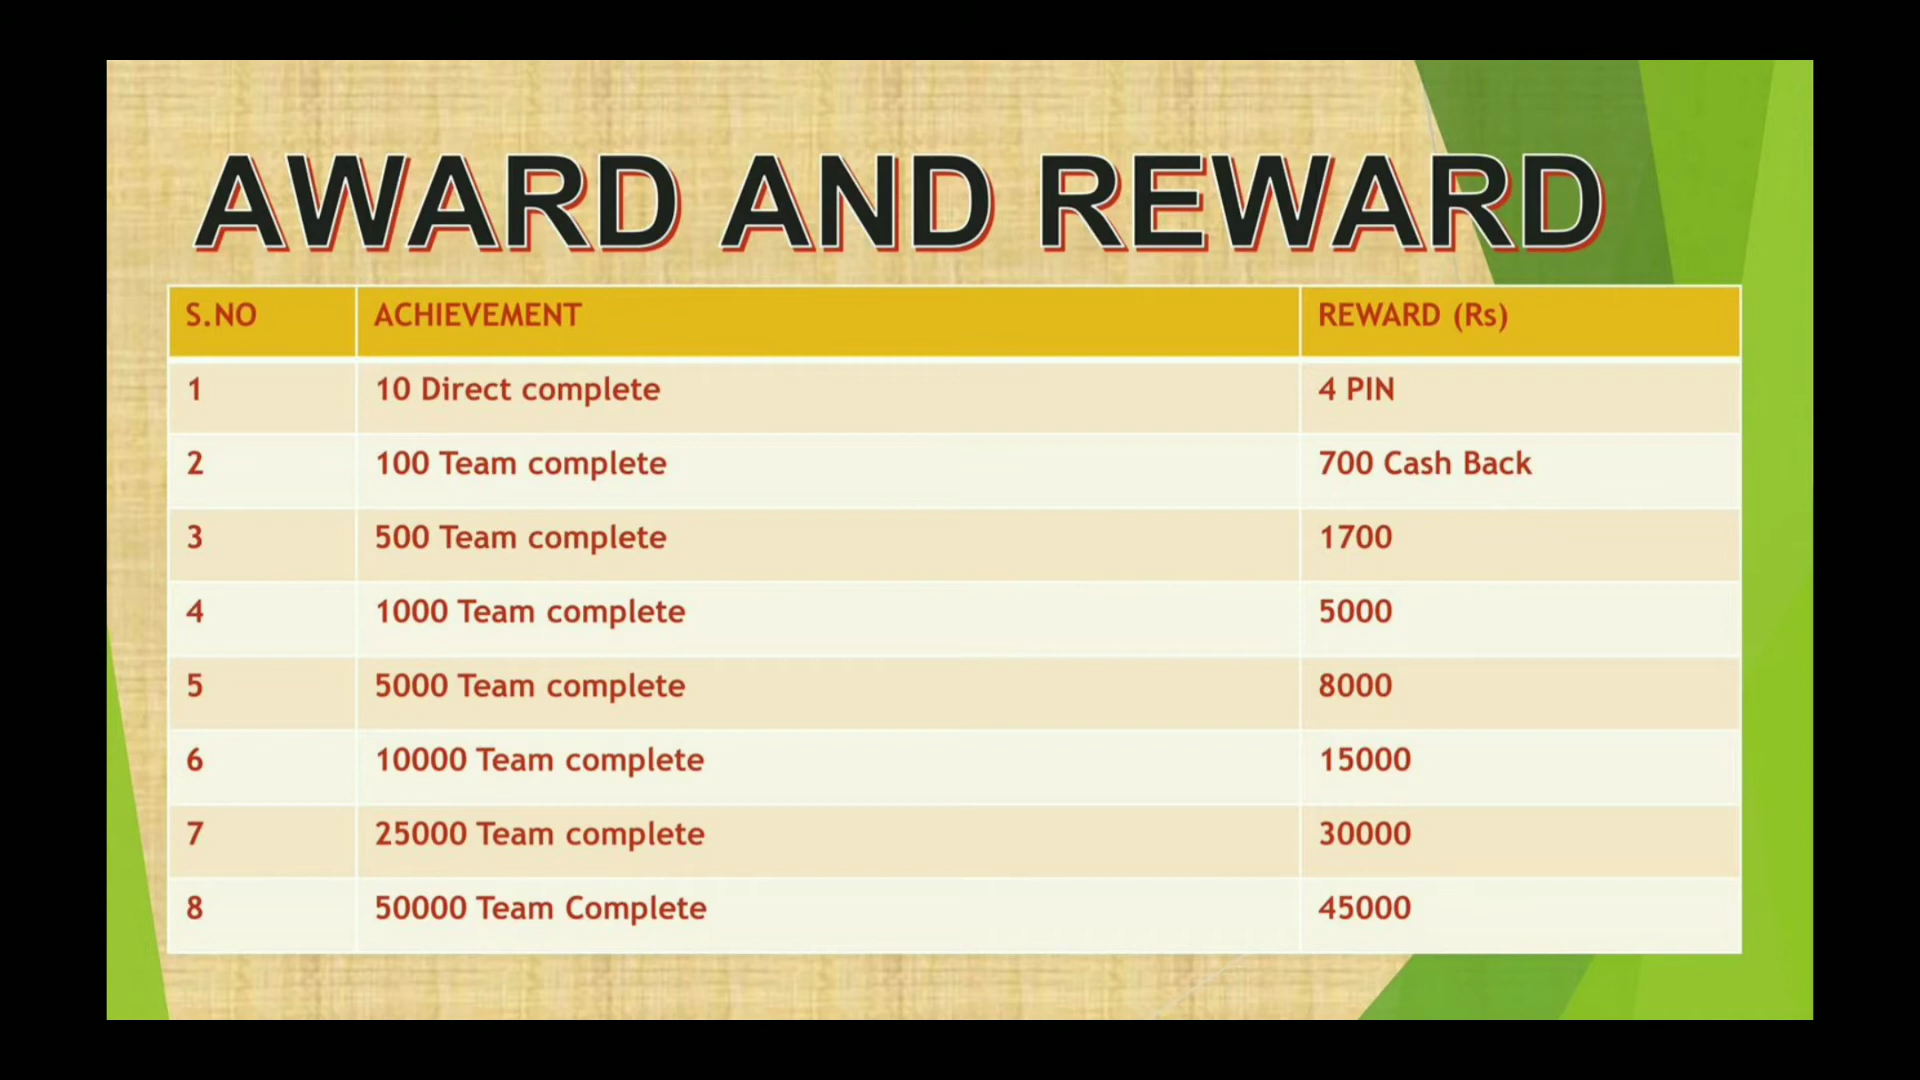 AWARD AND REWARD
S.NO ACHIEVEMENT REWARD (Rs)
1 10 Direct complete 4 PIN
2 100 Team complete 700 Cash Back
3 500 Team complete 1700
4 1000 Team complete 5000
5 5000 Team complete 8000
6 10000 Team complete 15000
7 25000 Team complete 30000
8 50000 Team Complete 45000